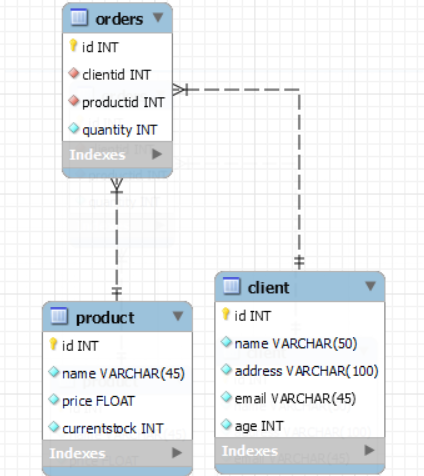 orders
id INT
clientid INT
productid INT
quantity INT
Indexes
product
id INT
name VARCHAR(45)
price FLOAT
currentstock INT
Indexes
client
id INT
name VARCHAR(50)
address VARCHAR(100)
email VARCHAR(45)
age INT
Indexes